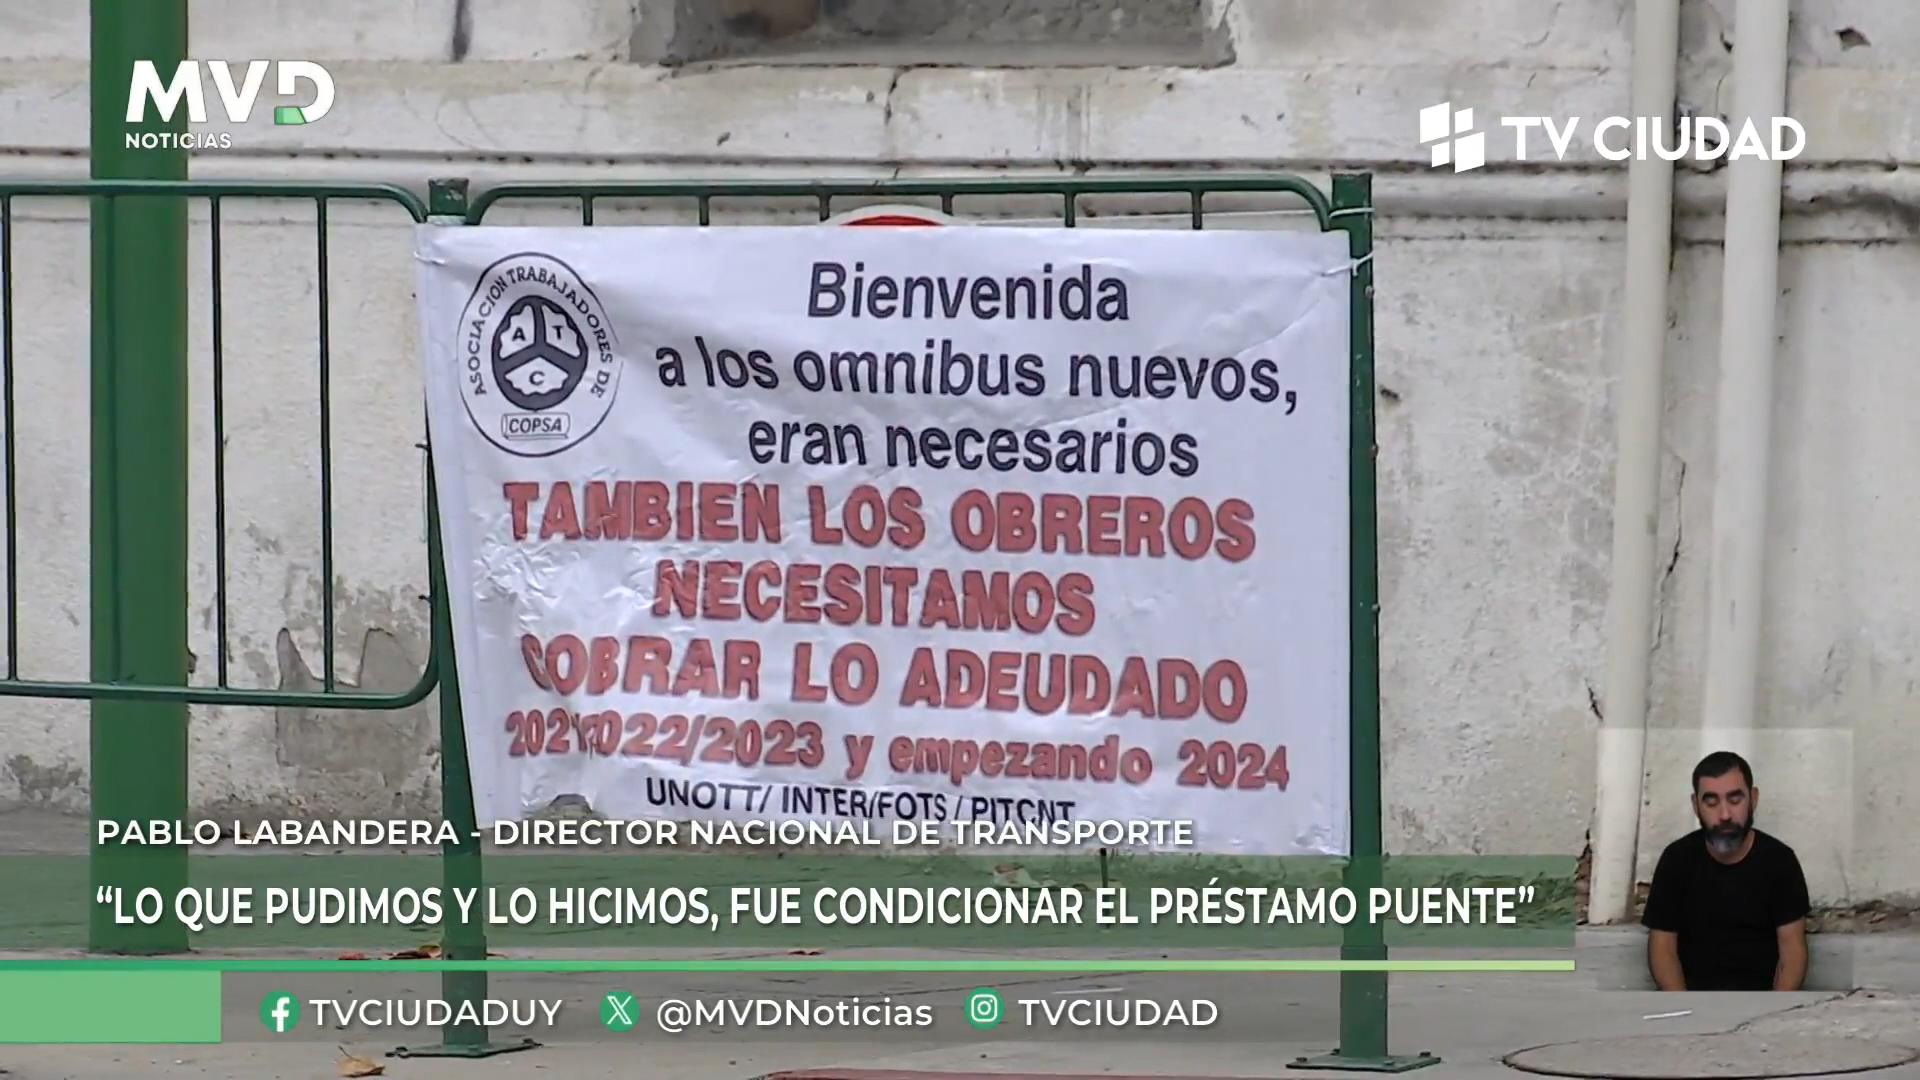 MVD
NOTICIAS
TV CIUDAD
ASOCIACION TRABAJADORES DE
A T
C
COPSA
Bienvenida
a los omnibus nuevos,
eran necesarios
TAMBIEN LOS OBREROS
NECESITAMOS
COBRAR LO ADEUDADO
2021/2022/2023 y empezando 2024
UNOTT/ INTER/FOTS / PITCNT
PABLO LABANDERA - DIRECTOR NACIONAL DE TRANSPORTE
“LO QUE PUDIMOS Y LO HICIMOS, FUE CONDICIONAR EL PRÉSTAMO PUENTE”
TVCIUDADUY @MVDNoticias TVCIUDAD